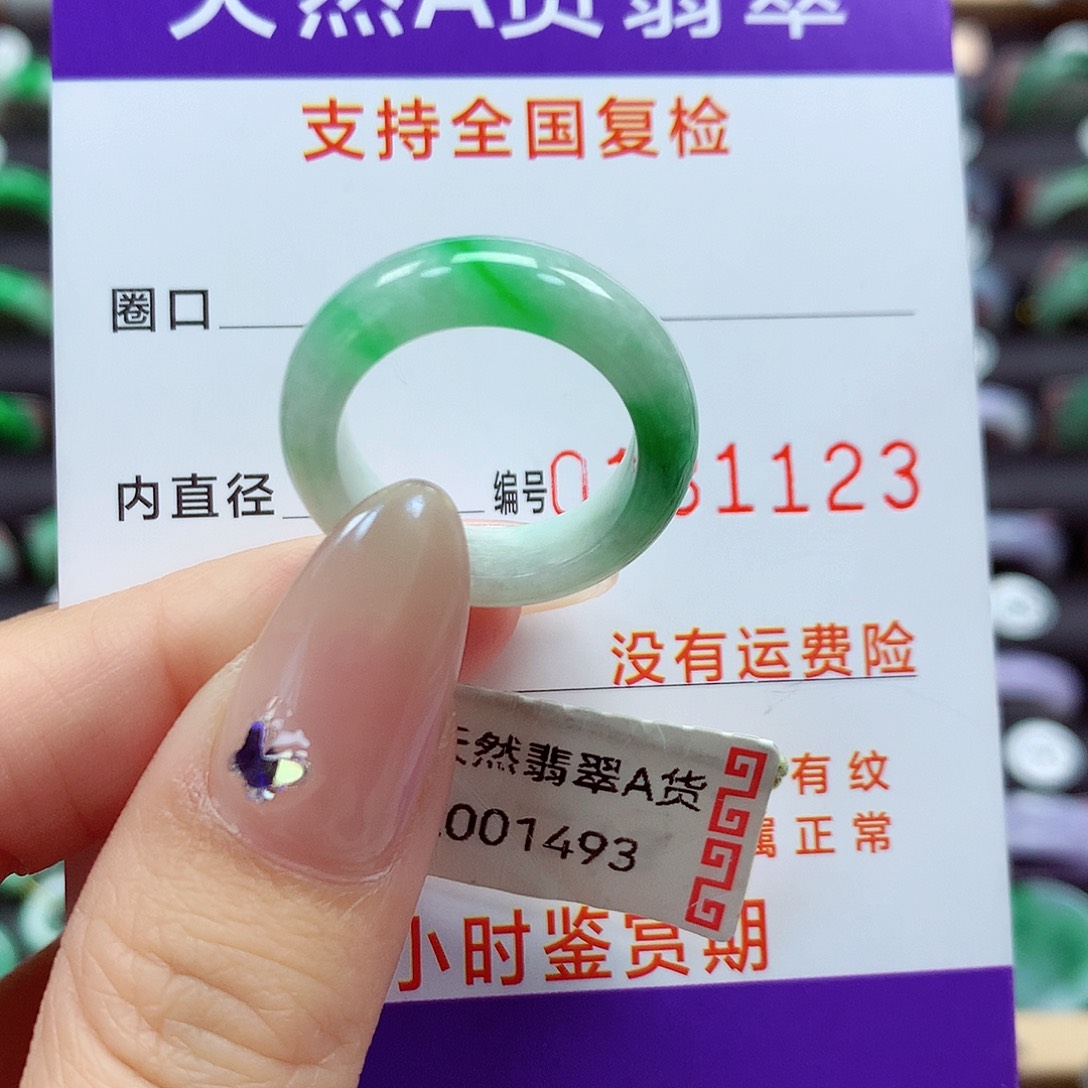 天然A货翡翠
支持全国复检
圈口
内直径
编号
1123
没有运费险
然翡翠A货
001493
有纹
属正常
小时鉴赏期